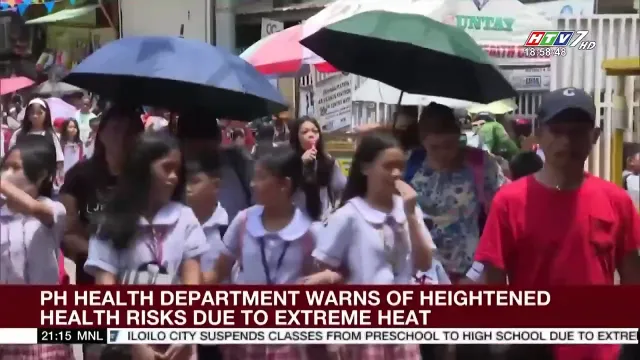 UNTAY
HTV7 HD
18:58:48
PH HEALTH DEPARTMENT WARNS OF HEIGHTENED
HEALTH RISKS DUE TO EXTREME HEAT
21:15 MNL
ILOILO CITY SUSPENDS CLASSES FROM PRESCHOOL TO HIGH SCHOOL DUE TO EXTRE